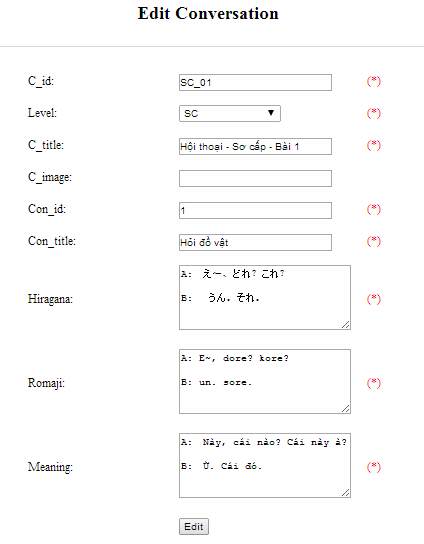 Edit Conversation
C_id: SC_01 (*)
Level: SC (*)
C_title: Hội thoại - Sơ cấp - Bài 1 (*)
C_image:
Con_id: 1 (*)
Con_title: Hỏi đồ vật (*)
A: え～、どれ？これ？
Hiragana: (*)
B: うん。それ。
A: E~, dore? kore?
Romaji: (*)
B: un. sore.
A: Này, cái nào? Cái này à?
Meaning: (*)
B: Ừ. Cái đó.
Edit